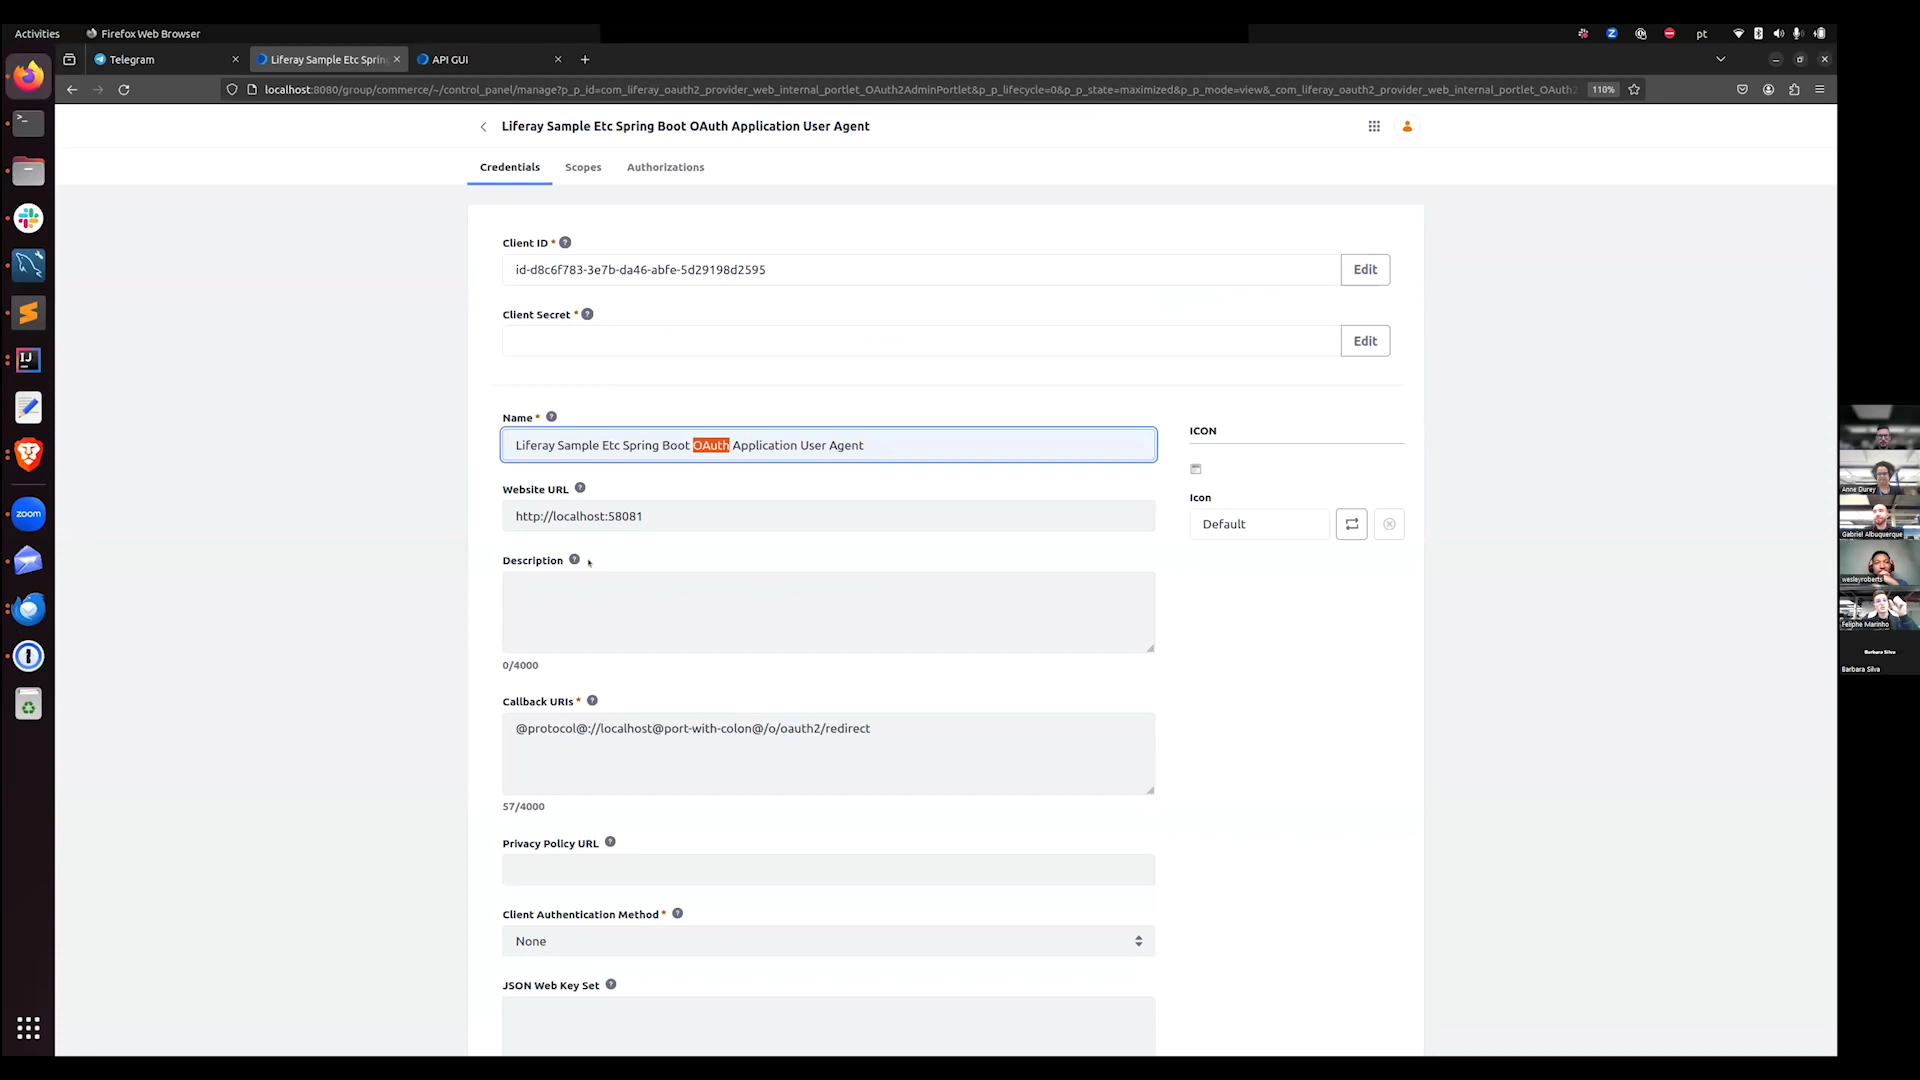 Activities
Firefox Web Browser
pt
Telegram
Liferay Sample Etc Spring
API GUI
localhost:8080/group/commerce/~/control_panel/manage?p_p_id=com_liferay_oauth2_provider_web_internal_portlet_OAuth2AdminPortlet&p_p_lifecycle=0&p_p_state=maximized&p_p_mode=view&_com_liferay_oauth2_provider_web_internal_portlet_OAuth2
110%
Liferay Sample Etc Spring Boot OAuth Application User Agent
Credentials
Scopes
Authorizations
Client ID *
id-d8c6f783-3e7b-da46-abfe-5d29198d2595
Edit
Client Secret *
Edit
Name *
Liferay Sample Etc Spring Boot OAuth Application User Agent
ICON
Website URL
http://localhost:58081
Icon
Default
Description
0/4000
Callback URIs *
@protocol@://localhost@port-with-colon@/o/oauth2/redirect
57/4000
Privacy Policy URL
Client Authentication Method *
None
JSON Web Key Set
zoom
IJ
Anne Durey
Gabriel Albuquerque
wesleyroberts
Feliphe Marinho
Barbara Silva
Barbara Silva